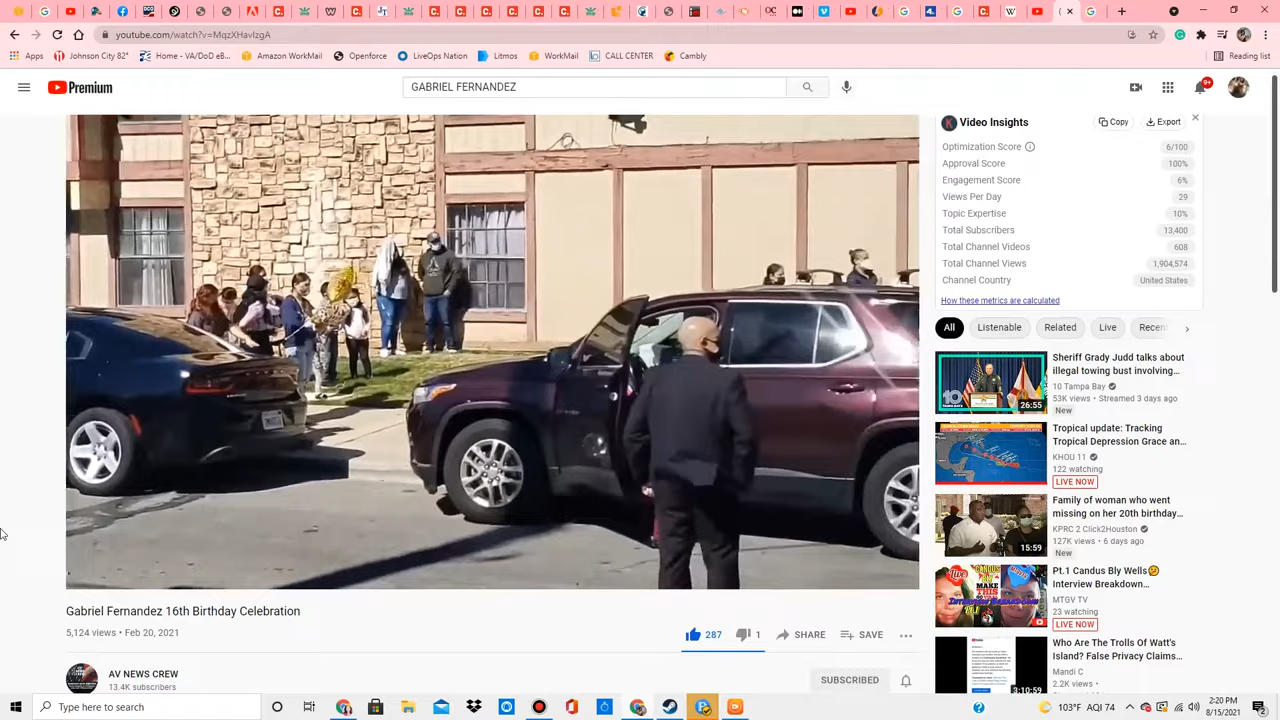 youtube.com/watch?v=MqzXHavIzgA
Apps
Johnson City 82°
Home - VA/DoD eB...
Amazon WorkMail
Openforce
LiveOps Nation
Litmos
WorkMail
CALL CENTER
Cambly
Reading list
Premium
GABRIEL FERNANDEZ
9+
Video Insights
Copy
Export
Optimization Score
6/100
Approval Score
100%
Engagement Score
6%
Views Per Day
29
Topic Expertise
10%
Total Subscribers
13,400
Total Channel Videos
608
Total Channel Views
1,904,574
Channel Country
United States
How these metrics are calculated
All
Listenable
Related
Live
Sheriff Grady Judd talks about
illegal towing bust involving...
10 Tampa Bay
53K views • Streamed 3 days ago
New
26:55
Tropical update: Tracking
Tropical Depression Grace an...
KHOU 11
122 watching
LIVE NOW
Family of woman who went
missing on her 20th birthday...
KPRC 2 Click2Houston
127K views • 6 days ago
New
15:59
Pt.1 Candus Bly Wells
Interview Breakdown...
MTGV TV
23 watching
LIVE NOW
Who Are The Trolls Of Watt's
Island? False Privacy Claims...
Mandi C
2.2K views •
3:10:59
Gabriel Fernandez 16th Birthday
5,124 views • Feb 20, 2021
287
1
SHARE
SAVE
NEWS CREW
13.4K subscribers
SUBSCRIBED
Type here to search
103°F AQI 74
2:20 PM
8/15/2021